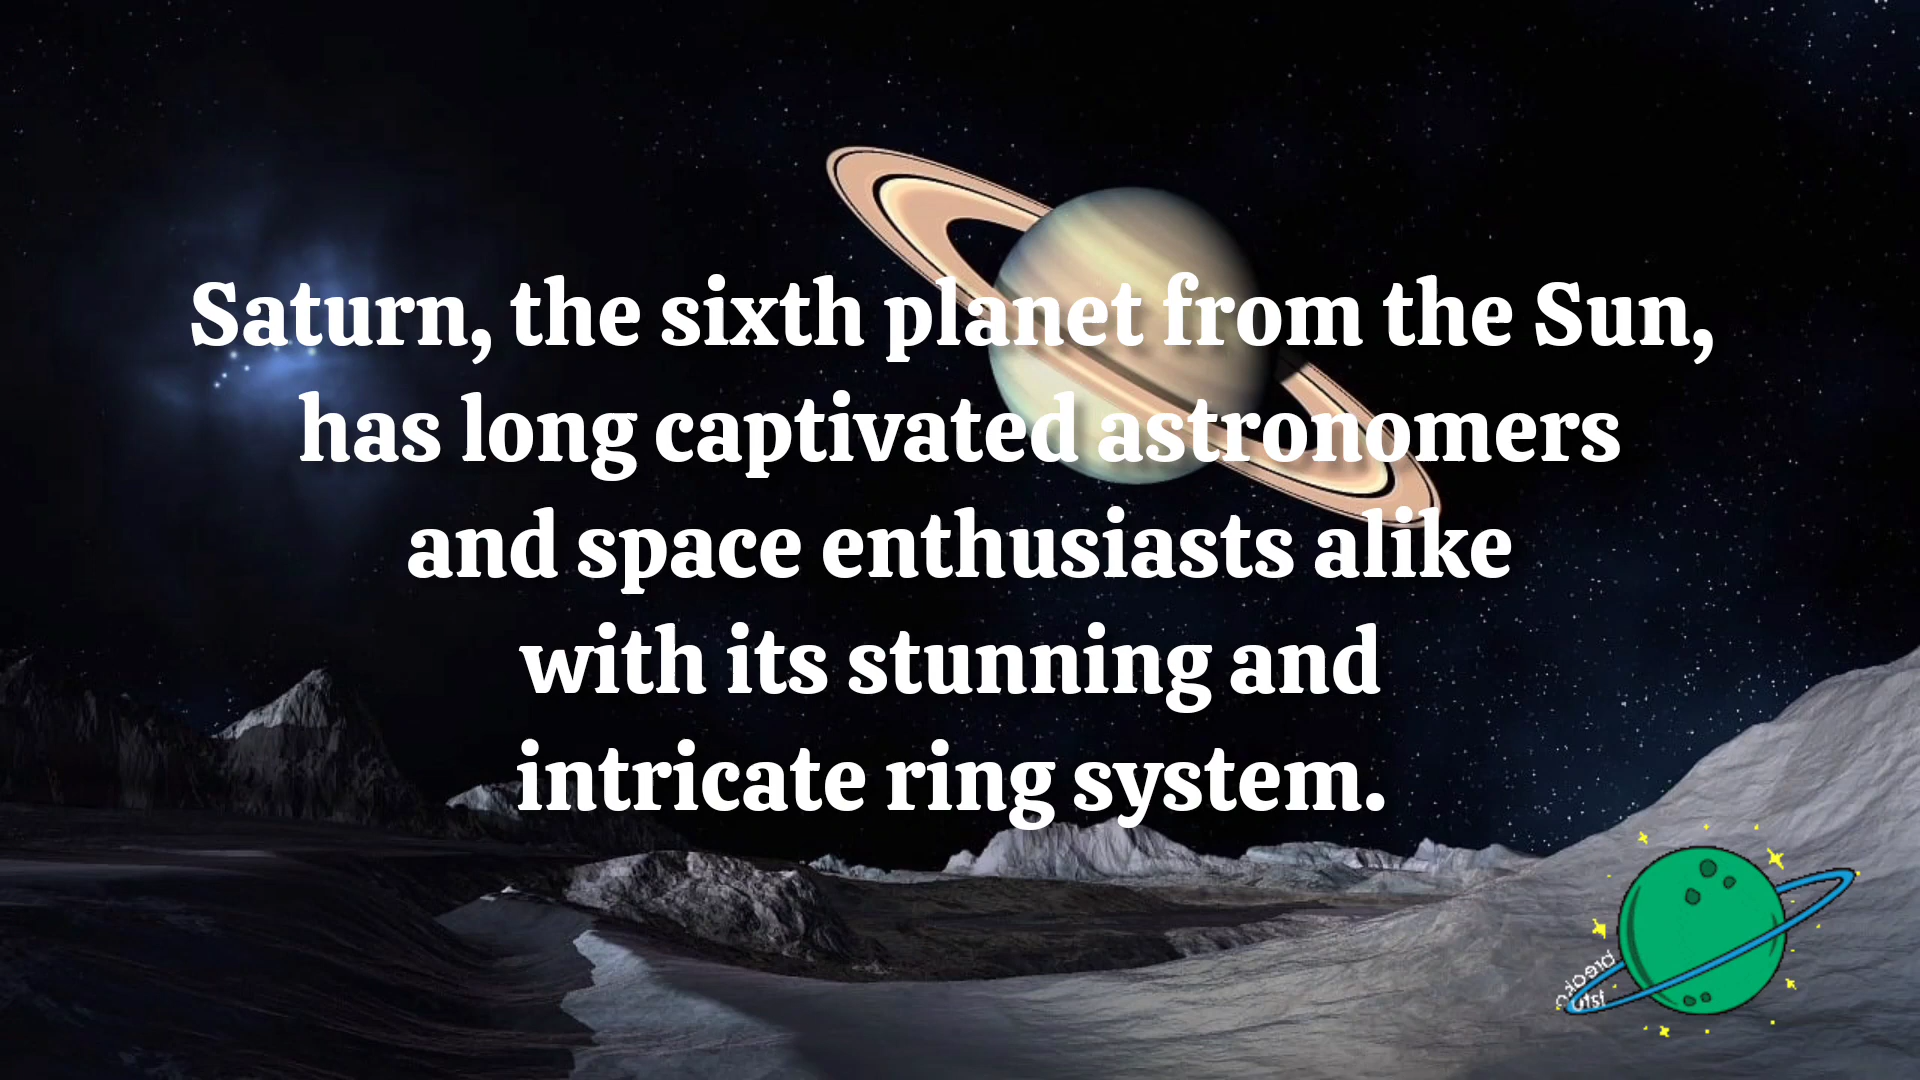 Saturn, the sixth planet from the Sun,
has long captivated astronomers
and space enthusiasts alike
with its stunning and
intricate ring system.